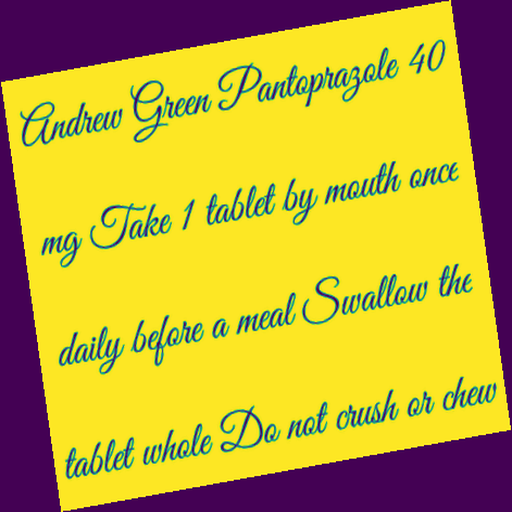 Andrew Green Pantoprazole 40
mg Take 1 tablet by mouth once
daily before a meal Swallow the
tablet whole Do not crush or chew